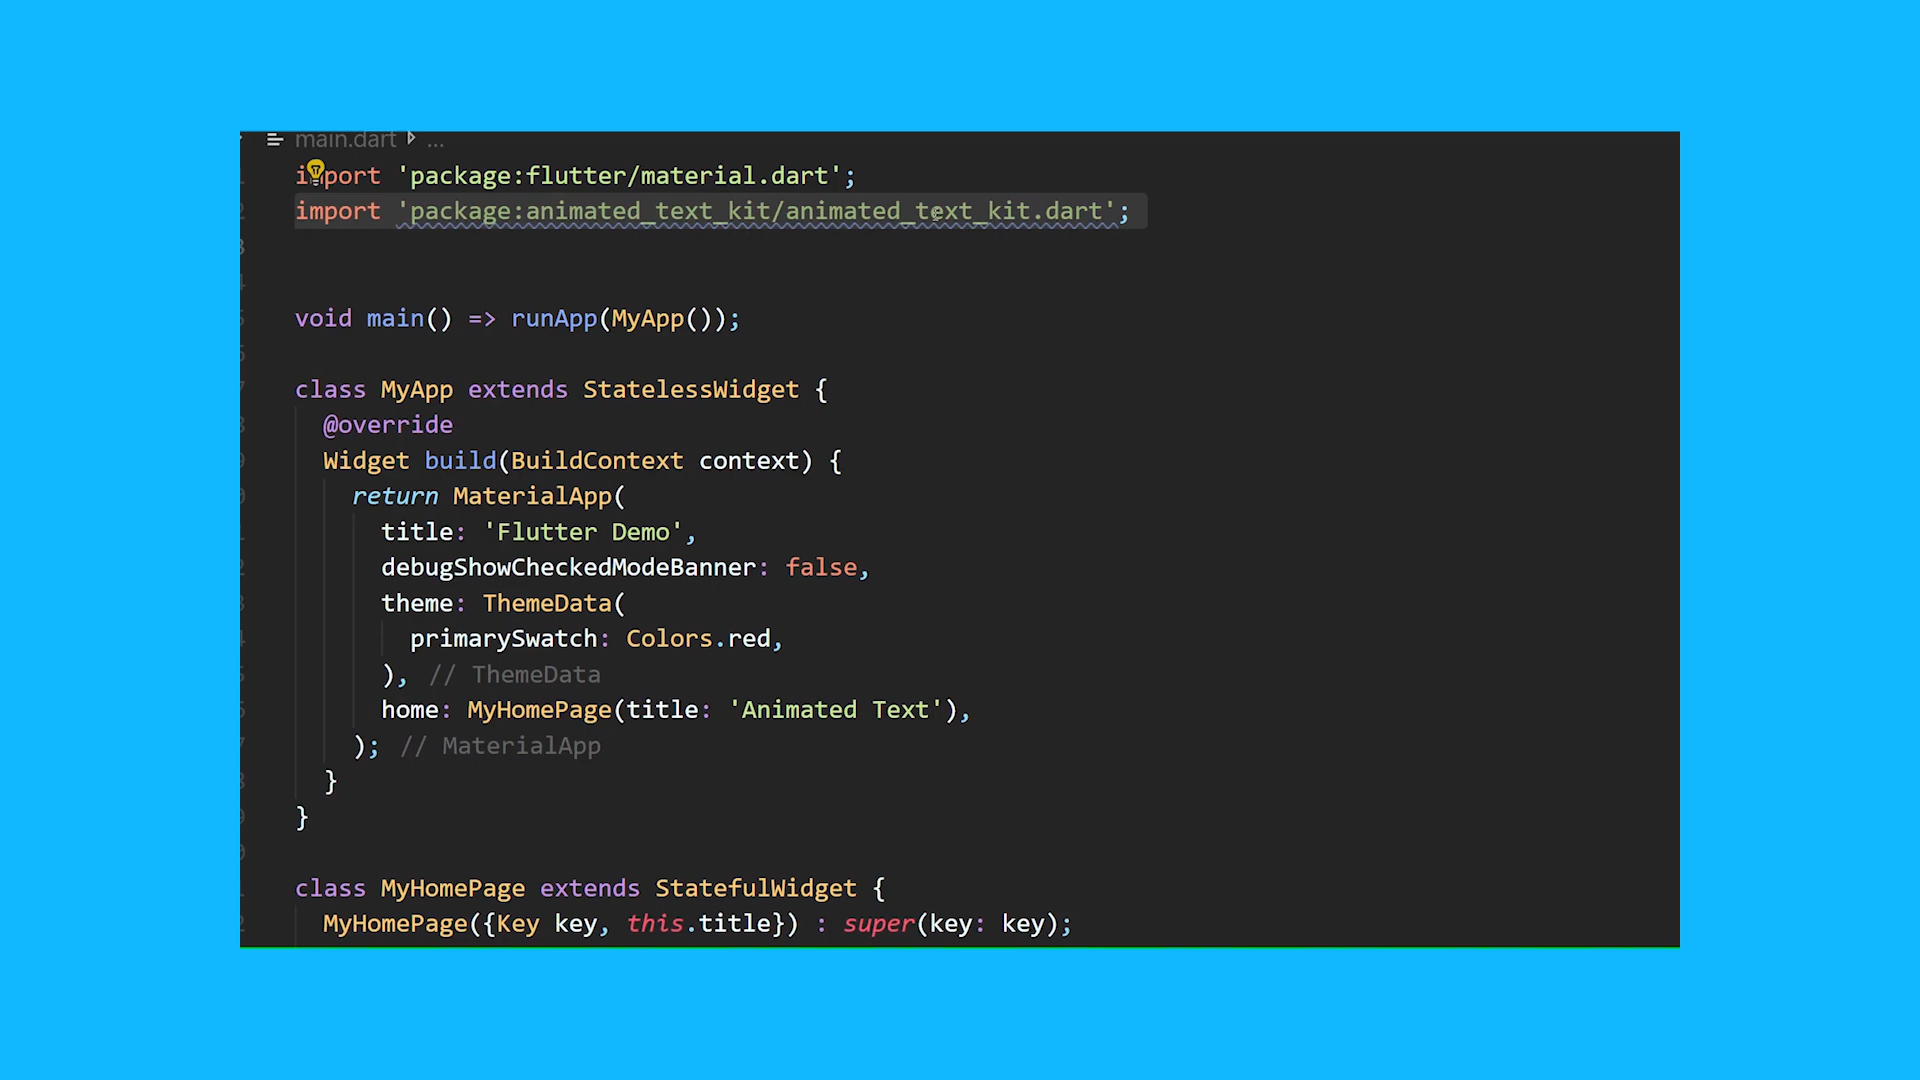 main.dart ...
import 'package:flutter/material.dart';
import 'package:animated_text_kit/animated_text_kit.dart';
void main() => runApp(MyApp());
class MyApp extends StatelessWidget {
@override
Widget build(BuildContext context) {
return MaterialApp(
title: 'Flutter Demo',
debugShowCheckedModeBanner: false,
theme: ThemeData(
primarySwatch: Colors.red,
), // ThemeData
home: MyHomePage(title: 'Animated Text'),
); // MaterialApp
}
}
class MyHomePage extends StatefulWidget {
MyHomePage({Key key, this.title}) : super(key: key);